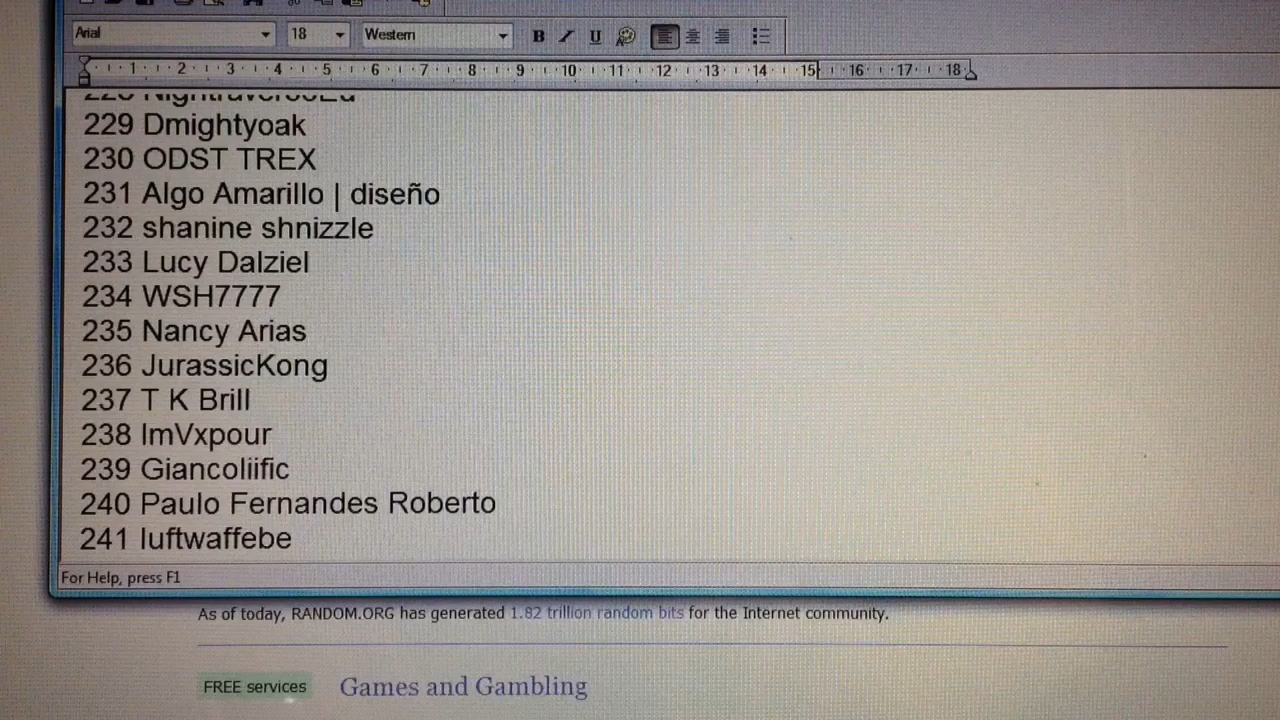 Arial 18 Western B I U
1 2 3 4 5 6 7 8 9 10 11 12 13 14 15 16 17 18
229 Dmightyoak
230 ODST TREX
231 Algo Amarillo | diseño
232 shanine shnizzle
233 Lucy Dalziel
234 WSH7777
235 Nancy Arias
236 JurassicKong
237 T K Brill
238 ImVxpour
239 Giancoliific
240 Paulo Fernandes Roberto
241 luftwaffebe
For Help, press F1
As of today, RANDOM.ORG has generated 1.82 trillion random bits for the Internet community.
FREE services Games and Gambling